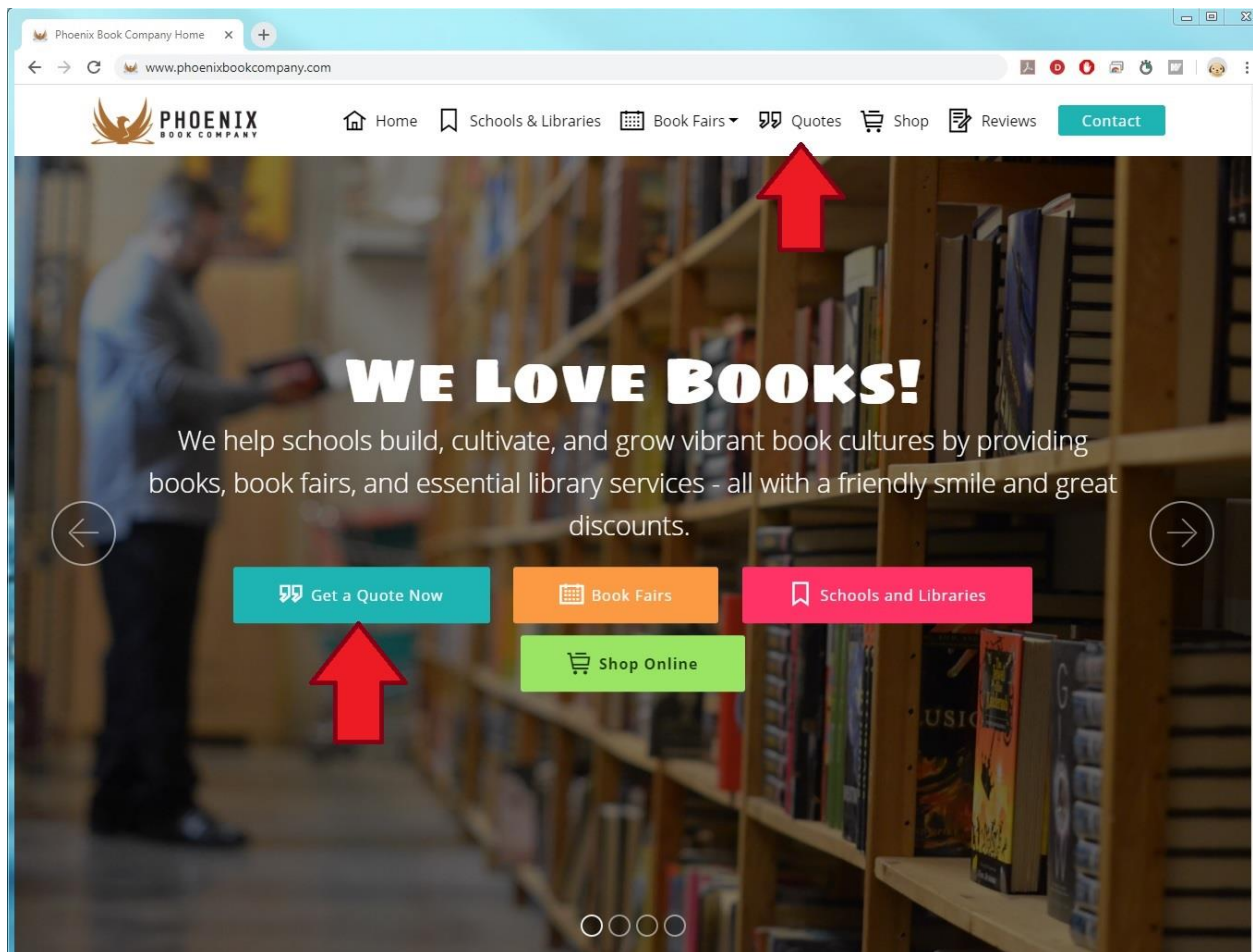 Phoenix Book Company Home
www.phoenixbookcompany.com
PHOENIX
BOOK COMPANY
Home
Schools & Libraries
Book Fairs
Quotes
Shop
Reviews
Contact
We Love Books!
We help schools build, cultivate, and grow vibrant book cultures by providing
books, book fairs, and essential library services - all with a friendly smile and great
discounts.
Get a Quote Now
Book Fairs
Schools and Libraries
Shop Online